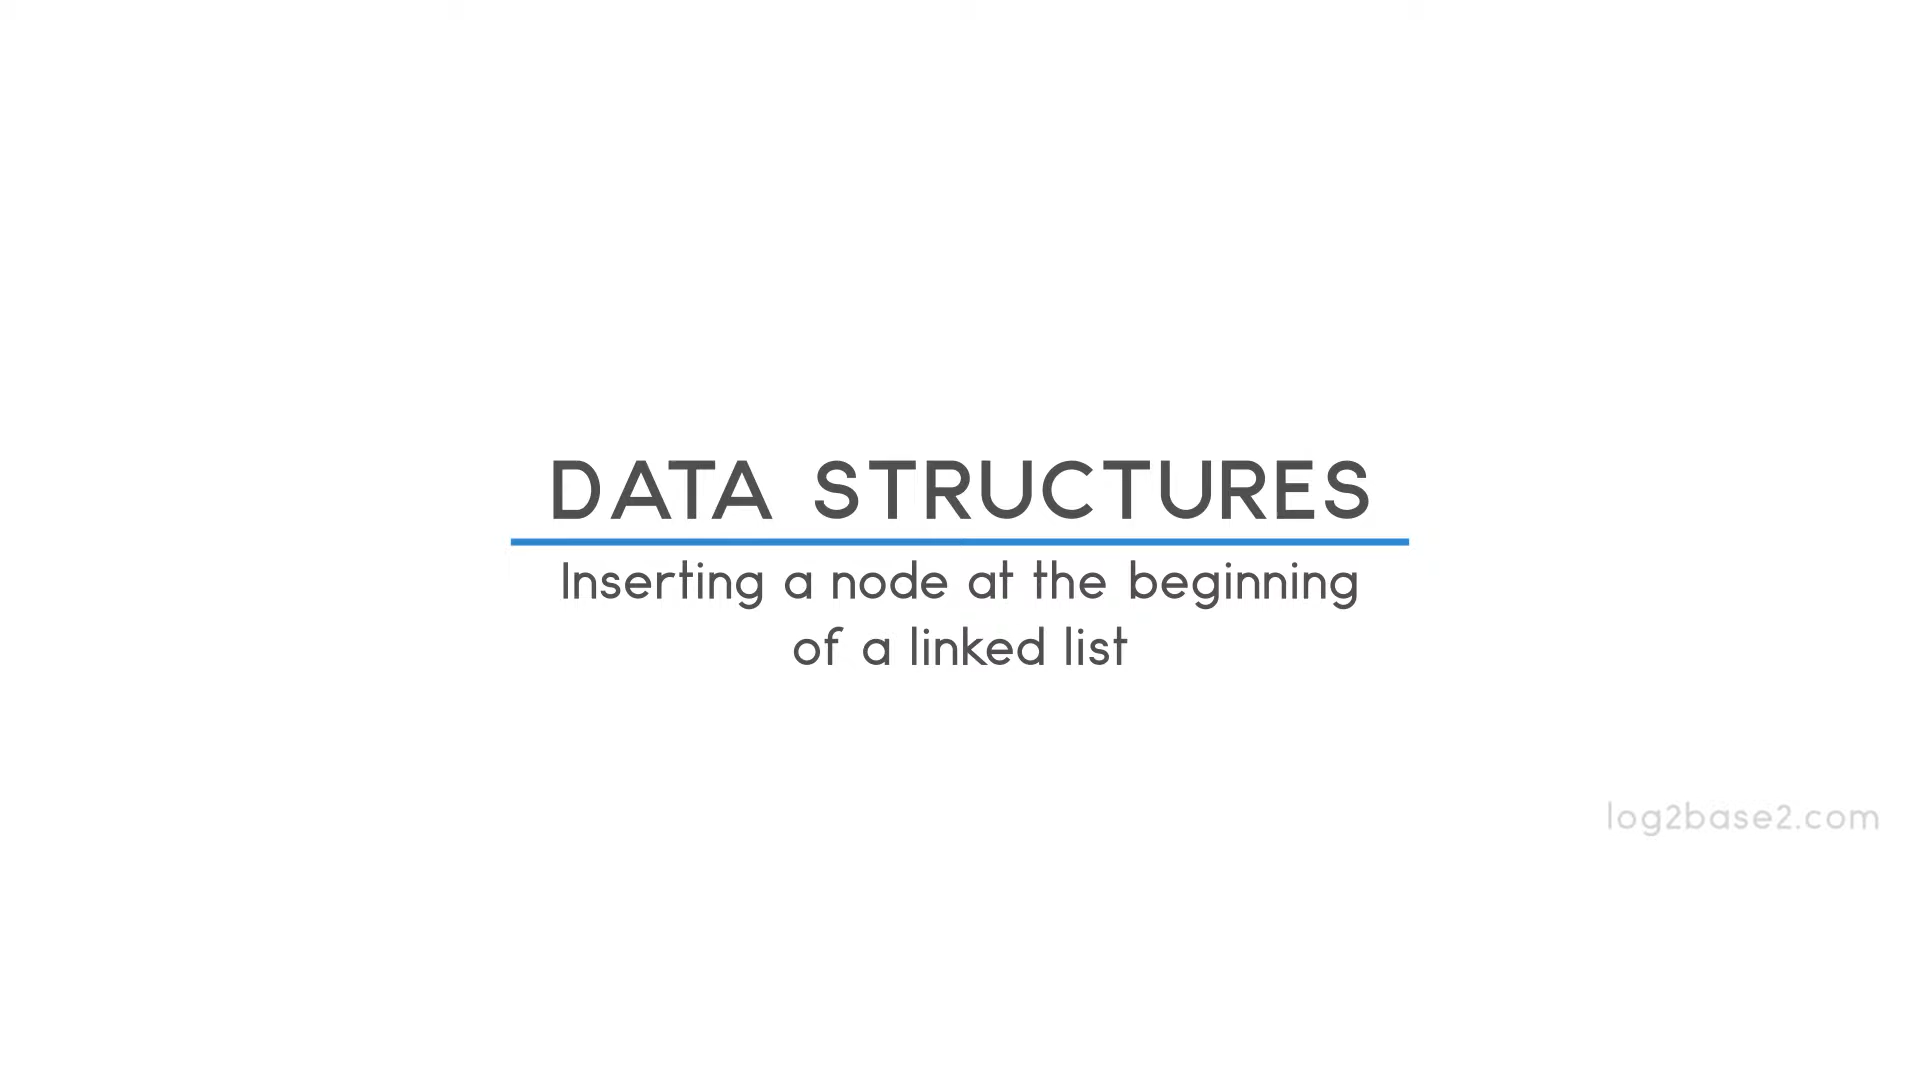 DATA STRUCTURES
Inserting a node at the beginning
of a linked list
log2base2.com